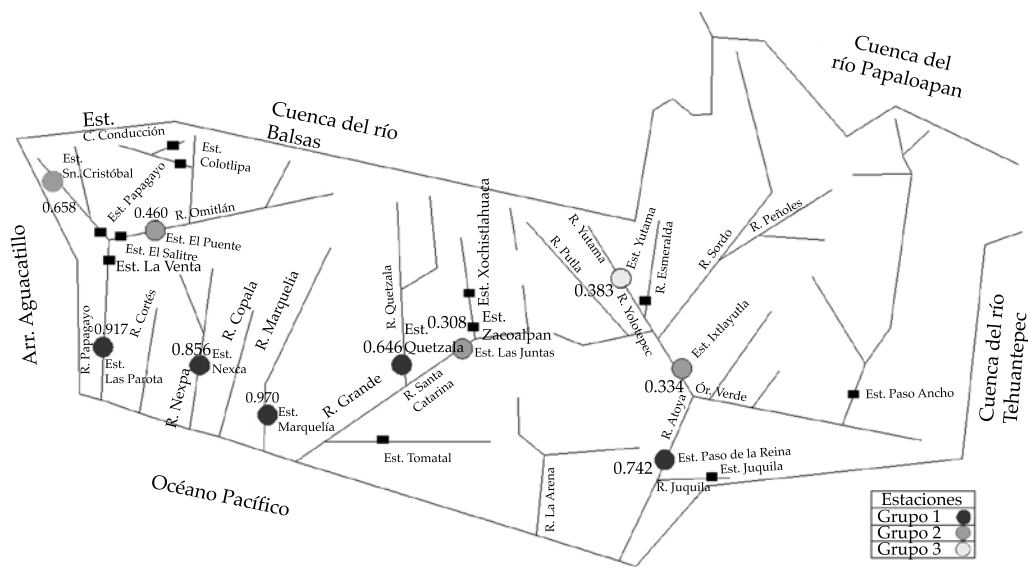 Cuenca del
río Papaloapan
Cuenca del río
Balsas
Est.
C. Conducción
Est.
Colotlipa
Est.
Sn. Cristóbal
0.658
Est. Papagayo
0.460
R. Omitlán
Est. El Puente
Est. El Salitre
Est. La Venta
Arr. Aguacatillo
R. Papagayo
0.917
Est.
Las Parota
R. Cortés
0.856
Est.
Nexca
R. Nexpa
R. Copala
R. Marquelia
0.970
Est.
Marquelía
R. Quetzala
Est.
Quetzala
0.646
0.308
Est. Xochistlahuaca
Est.
Zacoalpan
Est. Las Juntas
R. Grande
R. Santa
Catarina
Est. Tomatal
R. Yutama
R. Putla
Est. Yutama
R. Esmeralda
0.383
R. Yolotepec
R. Sordo
R. Peñoles
Est. Ixtlayutla
0.334
Ór. Verde
R. Atoya
Est. Paso Ancho
Est. Paso de la Reina
0.742
Est. Juquila
R. Juquila
R. La Arena
Océano Pacífico
Cuenca del río
Tehuantepec
Estaciones
Grupo 1
Grupo 2
Grupo 3